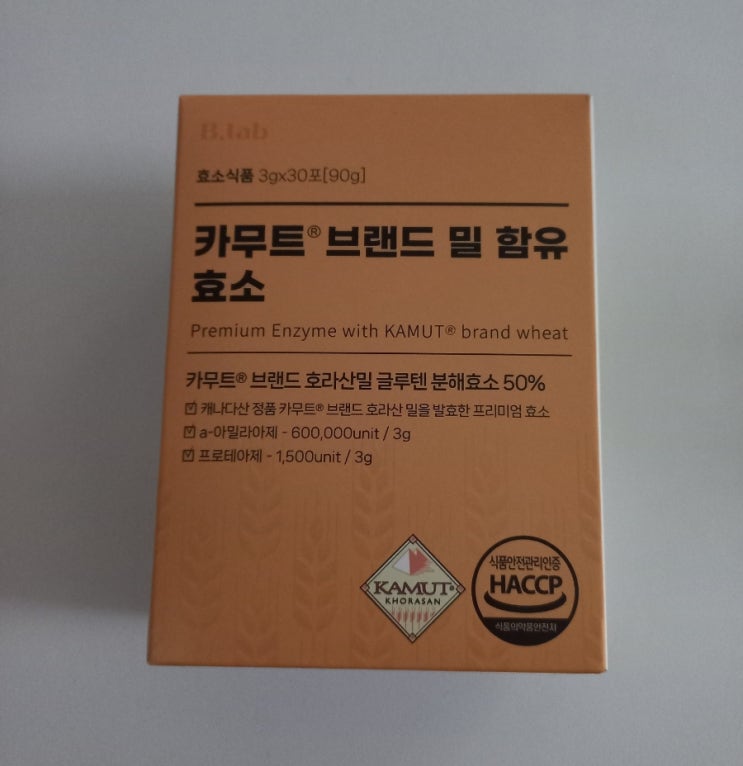 B.lab
효소식품 3gx30포[90g]
카무트® 브랜드 밀 함유
효소
Premium Enzyme with KAMUT® brand wheat
카무트® 브랜드 호라산밀 글루텐 분해효소 50%
캐나다산 정품 카무트® 브랜드 호라산 밀을 발효한 프리미엄 효소
a-아밀라아제 - 600,000unit / 3g
프로테아제 - 1,500unit / 3g
KAMUT®
KHORASAN
식품안전관리인증
HACCP
식품의약품안전처